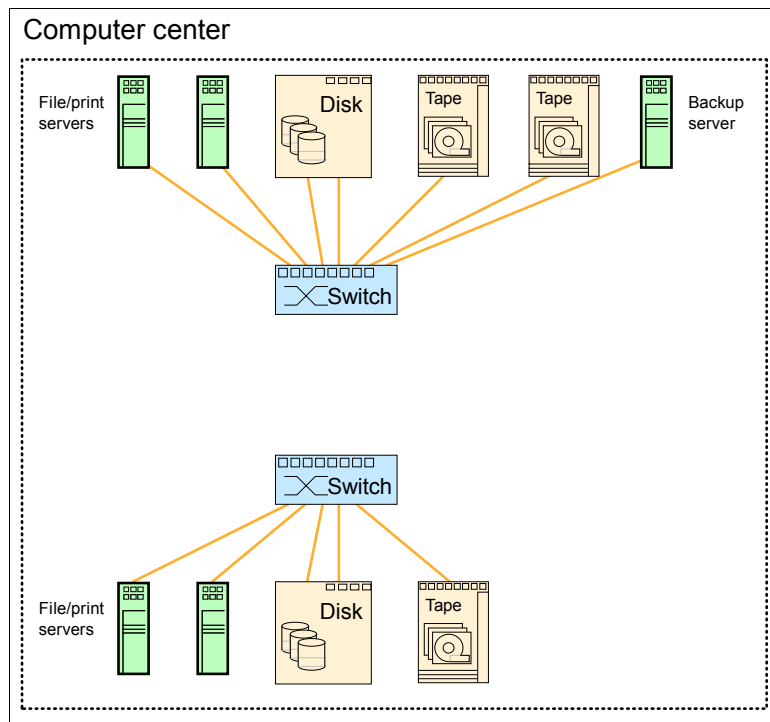 Computer center
File/print
servers
Disk
Tape
Tape
Backup
server
Switch
Switch
File/print
servers
Disk
Tape